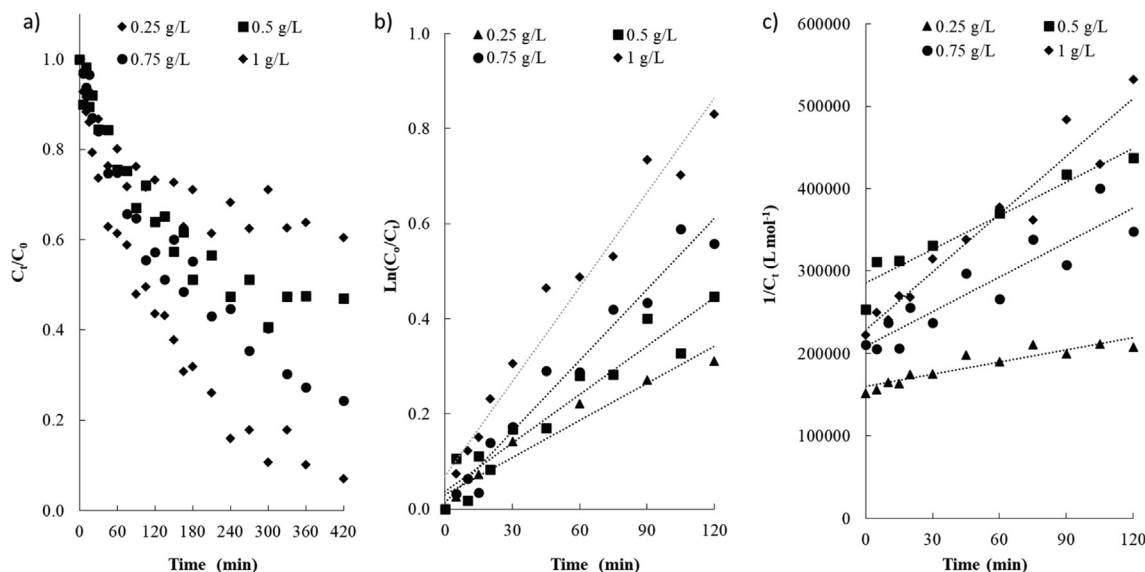 a)
0.25 g/L
0.5 g/L
0.75 g/L
1 g/L
1.0
0.8
0.6
0.4
0.2
0.0
Ct/C0
0 60 120 180 240 300 360 420
Time (min)
b)
0.25 g/L
0.5 g/L
0.75 g/L
1 g/L
0.8
0.6
0.4
0.2
0.0
Ln(Co/Ct)
0 30 60 90 120
Time (min)
c)
0.25 g/L
0.5 g/L
0.75 g/L
1 g/L
600000
500000
400000
300000
200000
100000
0
1/Ct (L mol⁻¹)
0 30 60 90 120
Time (min)